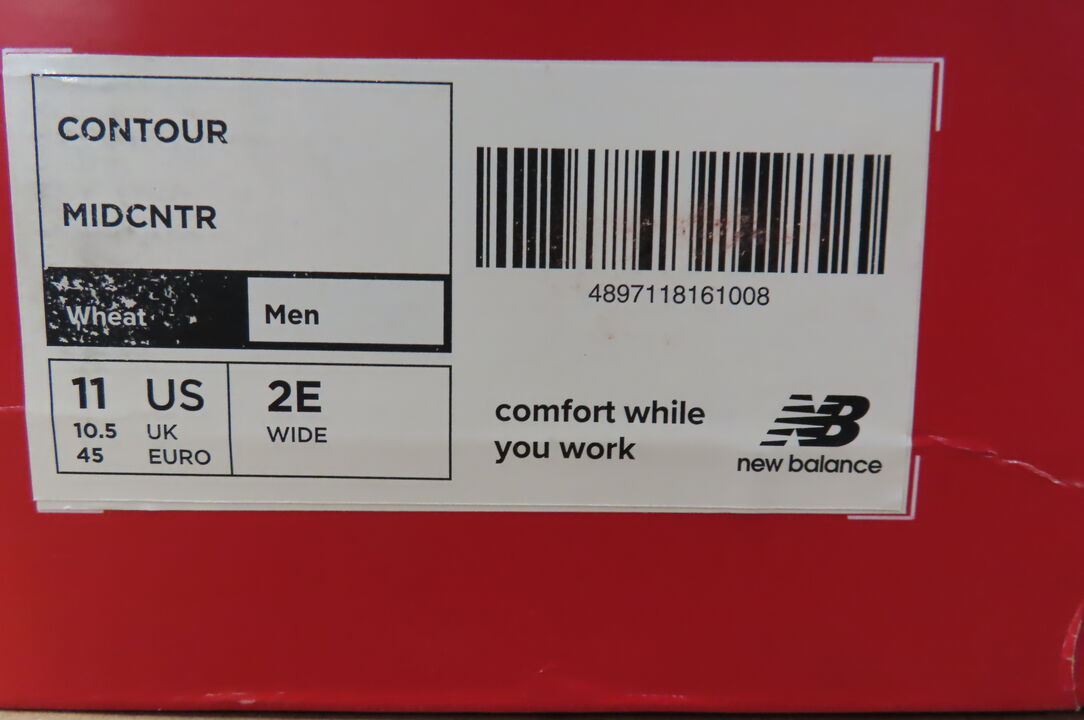 CONTOUR
MIDCNTR
Wheat Men
11 US 2E
10.5 UK WIDE
45 EURO
4897118161008
comfort while
you work
NB
new balance